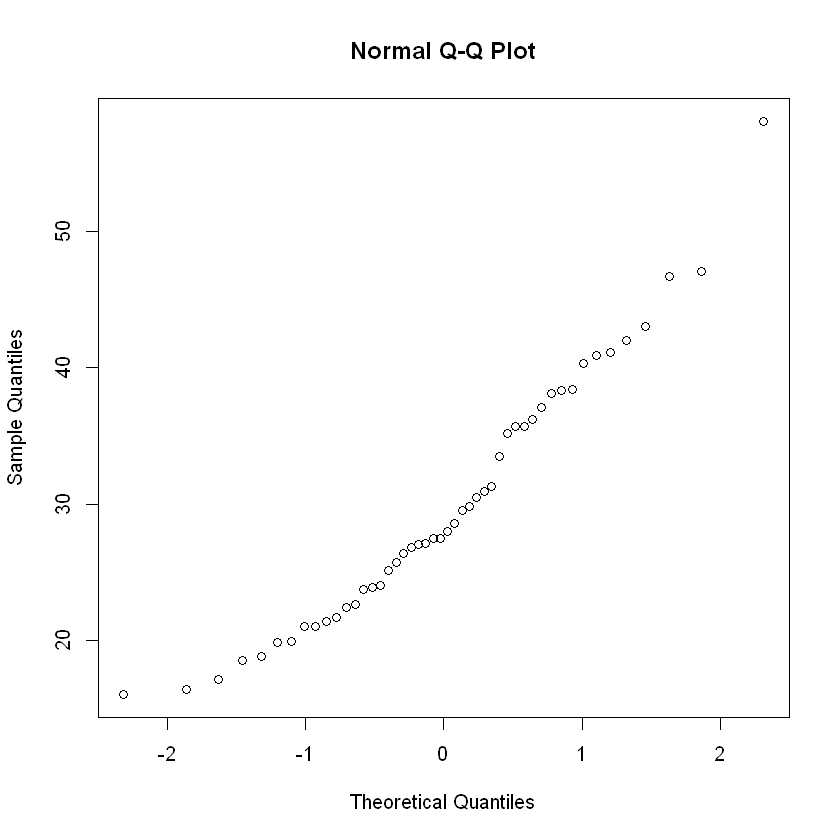 Normal Q-Q Plot
Sample Quantiles
50
40
30
20
-2 -1 0 1 2
Theoretical Quantiles